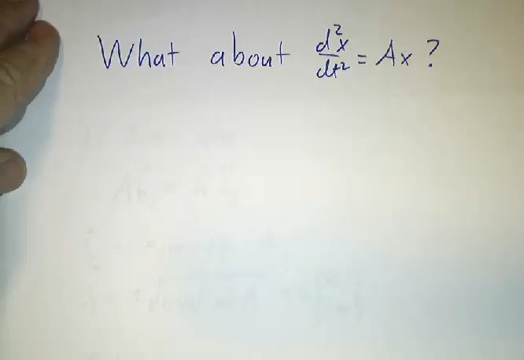 What about d²x/dt² = Ax ?